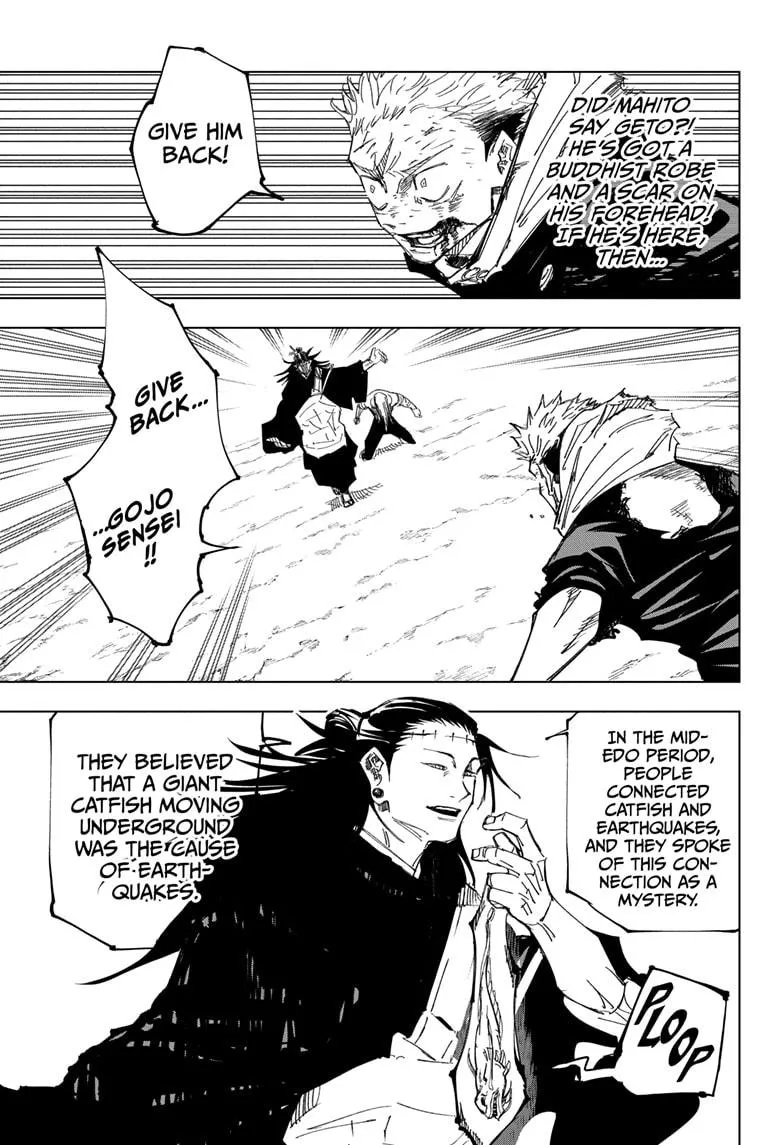 DID MAHITO
SAY GETO?!
HE'S GOT A
BUDDHIST ROBE
AND A SCAR ON
HIS FOREHEAD!
IF HE'S HERE,
THEN...
GIVE HIM
BACK!
GIVE
BACK...
...GOJO
SENSEI
!!
IN THE MID-
EDO PERIOD,
PEOPLE
CONNECTED
CATFISH AND
EARTHQUAKES,
AND THEY SPOKE
OF THIS CON-
NECTION AS A
MYSTERY.
THEY BELIEVED
THAT A GIANT
CATFISH MOVING
UNDERGROUND
WAS THE CAUSE
OF EARTH-
QUAKES.
PLOOP